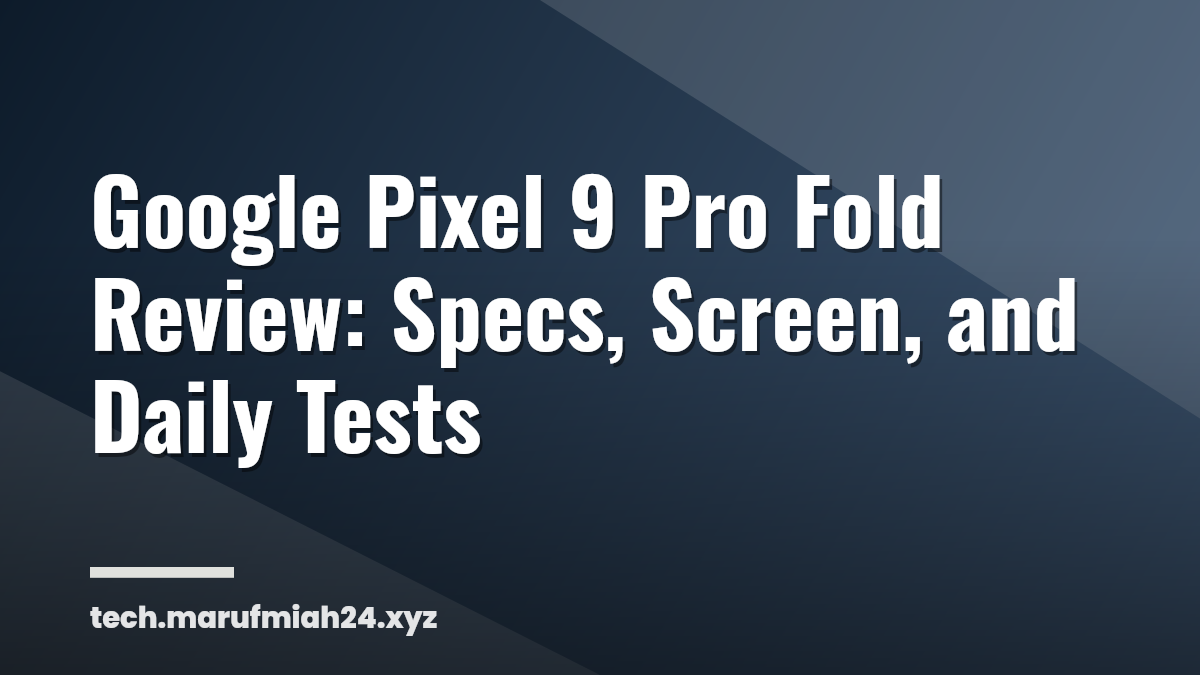 Google Pixel 9 Pro Fold
Review: Specs, Screen, and
Daily Tests
tech.marufmiah24.xyz